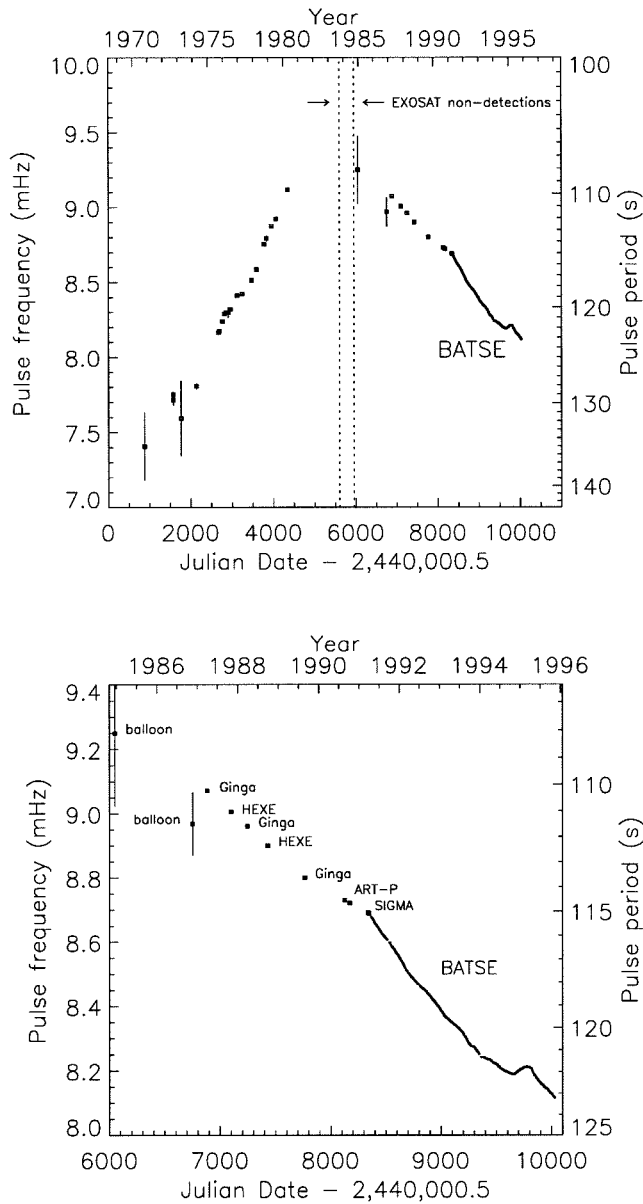 Year
1970 1975 1980 1985 1990 1995
10.0 100
EXOSAT non-detections
9.5
9.0 110
8.5
120
8.0
BATSE
130
7.5
7.0 140
Pulse frequency (mHz)
Pulse period (s)
0 2000 4000 6000 8000 10000
Julian Date - 2,440,000.5
Year
1986 1988 1990 1992 1994 1996
9.4
balloon
9.2
Ginga 110
HEXE
9.0
balloon Ginga
HEXE
Ginga
8.8
ART-P
SIGMA 115
8.6
BATSE
8.4
120
8.2
8.0 125
Pulse frequency (mHz)
Pulse period (s)
6000 7000 8000 9000 10000
Julian Date - 2,440,000.5